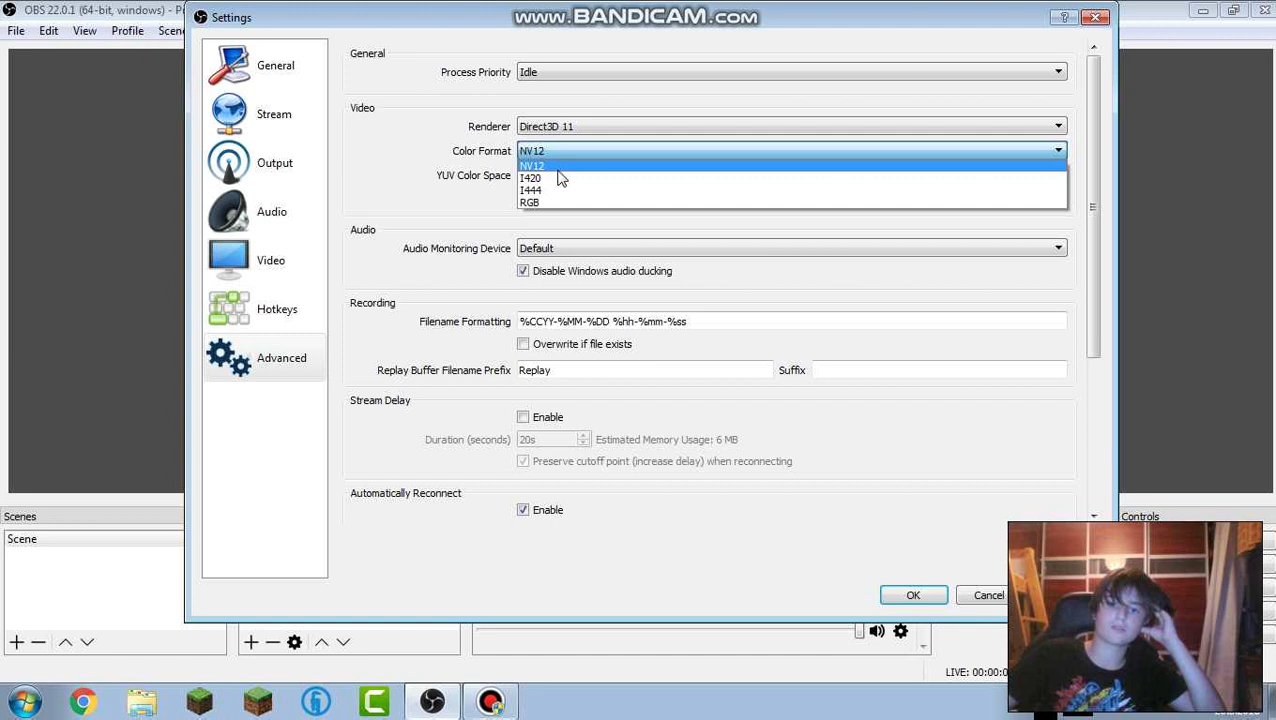 OBS 22.0.1 (64-bit, windows) - P
Settings
www.BANDICAM.com
File Edit View Profile Scen
General
Stream
Output
Audio
Video
Hotkeys
Advanced
General
Process Priority Idle
Video
Renderer Direct3D 11
Color Format NV12
NV12
YUV Color Space I420
I444
RGB
Audio
Audio Monitoring Device Default
Disable Windows audio ducking
Recording
Filename Formatting %CCYY-%MM-%DD %hh-%mm-%ss
Overwrite if file exists
Replay Buffer Filename Prefix Replay Suffix
Stream Delay
Enable
Duration (seconds) 20s Estimated Memory Usage: 6 MB
Preserve cutoff point (increase delay) when reconnecting
Automatically Reconnect
Enable
OK Cancel
Scenes
Scene
Controls
LIVE: 00:00:0